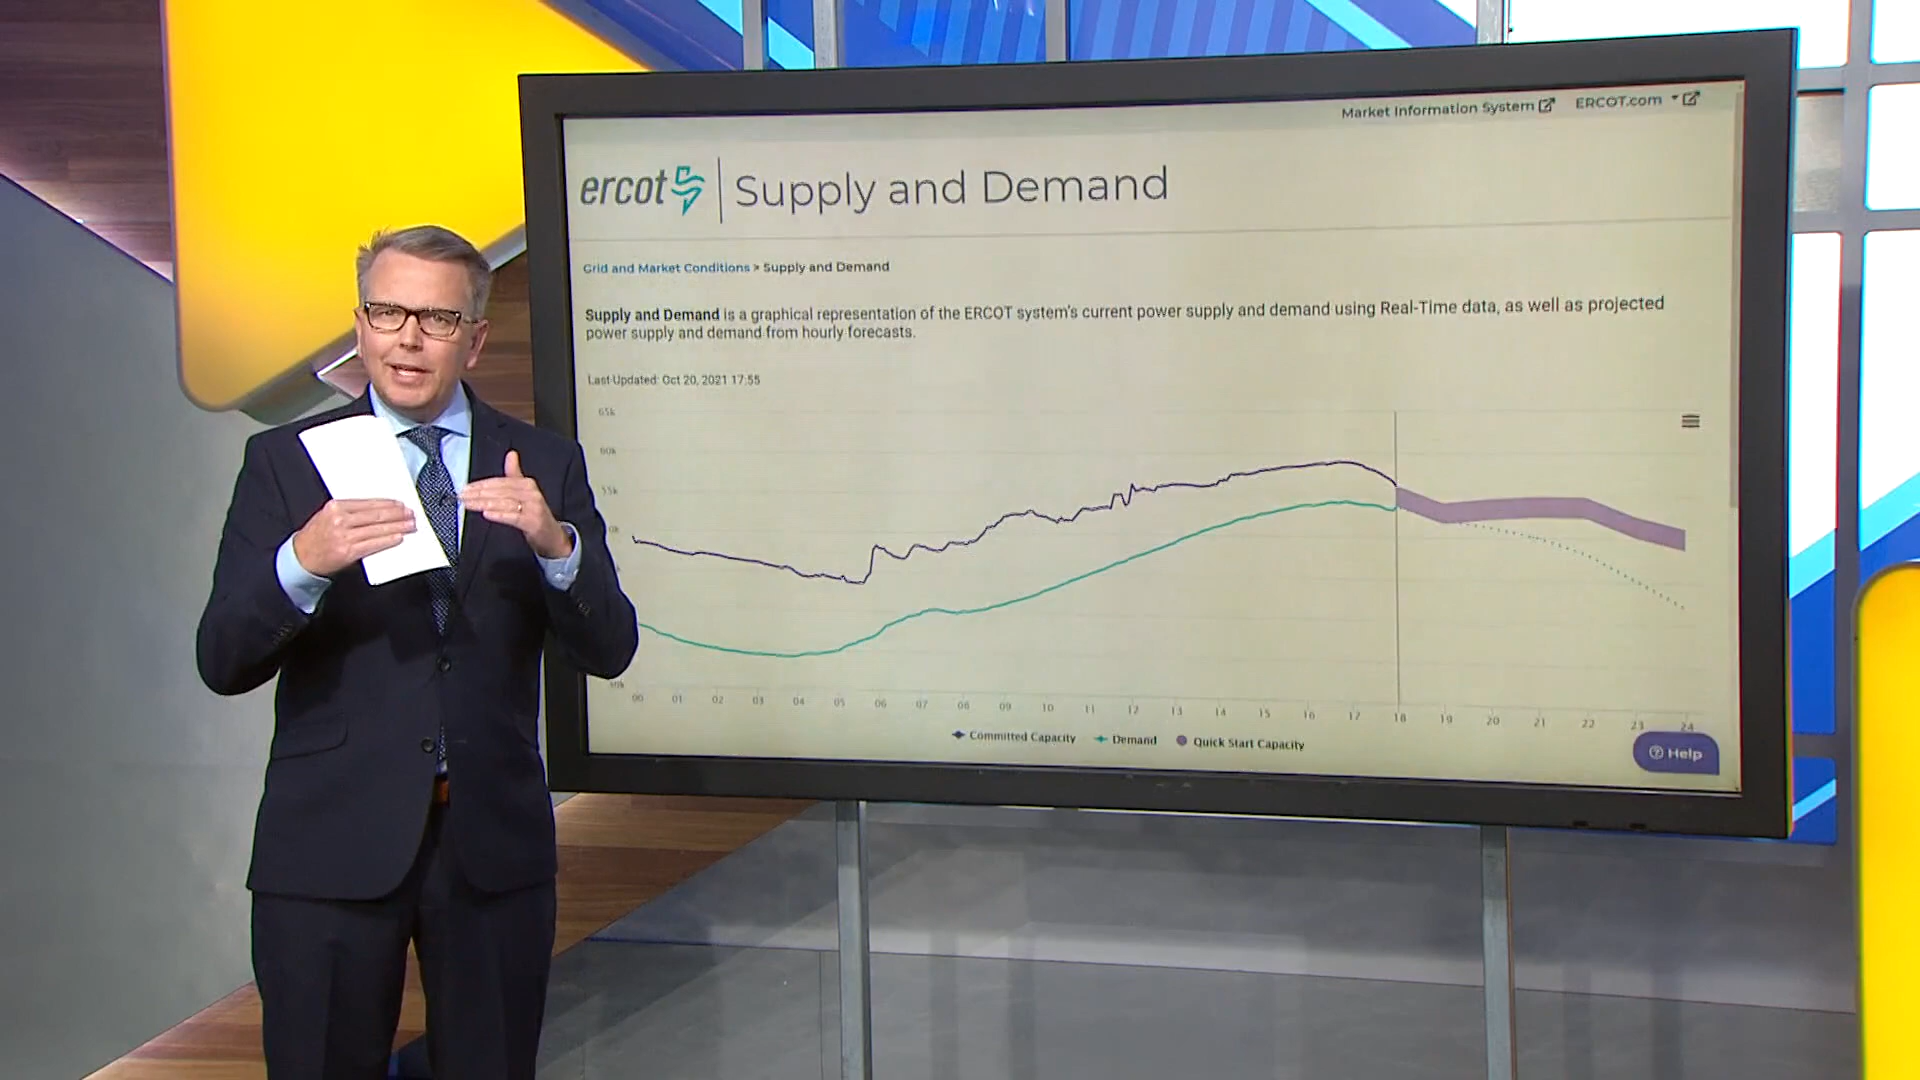 Market Information System ERCOT.com
ercot Supply and Demand
Grid and Market Conditions > Supply and Demand
Supply and Demand is a graphical representation of the ERCOT system's current power supply and demand using Real-Time data, as well as projected
power supply and demand from hourly forecasts.
Last Updated: Oct 20, 2021 17:55
65k
60k
55k
00 01 02 03 04 05 06 07 08 09 10 11 12 13 14 15 16 17 18 19 20 21 22 23 24
Committed Capacity Demand Quick Start Capacity
Help